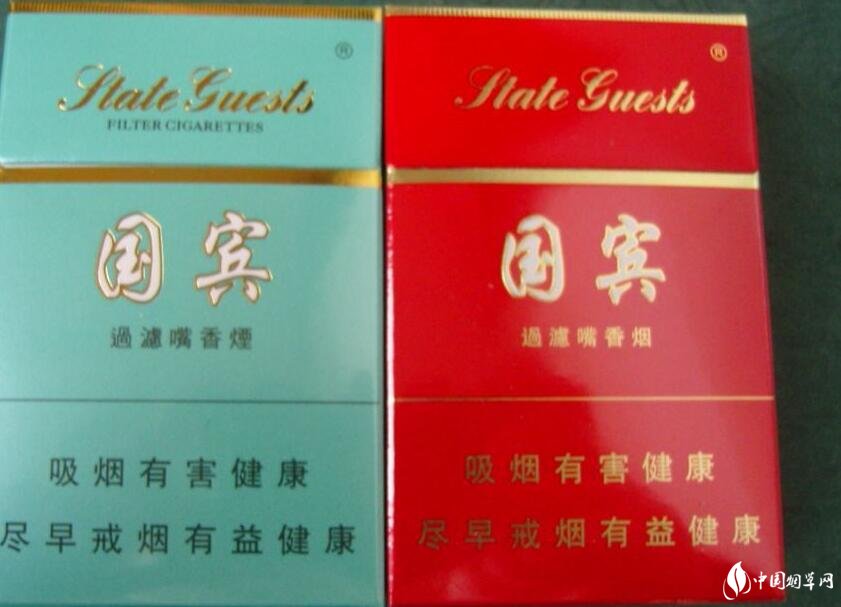 State Guests ®
FILTER CIGARETTES
国宾
過濾嘴香煙
吸烟有害健康
尽早戒烟有益健康
State Guests ®
国宾
過濾嘴香烟
吸烟有害健康
尽早戒烟有益健康
中国烟草网